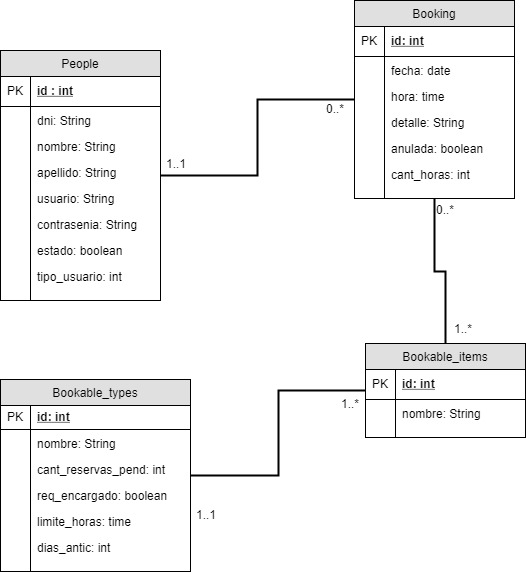 Booking
PK id: int
fecha: date
hora: time
detalle: String
anulada: boolean
cant_horas: int
People
PK id : int
dni: String
nombre: String
apellido: String
usuario: String
contrasenia: String
estado: boolean
tipo_usuario: int
0..*
1..1
0..*
1..*
Bookable_items
PK id: int
nombre: String
1..*
Bookable_types
PK id: int
nombre: String
cant_reservas_pend: int
req_encargado: boolean
limite_horas: time
dias_antic: int
1..1